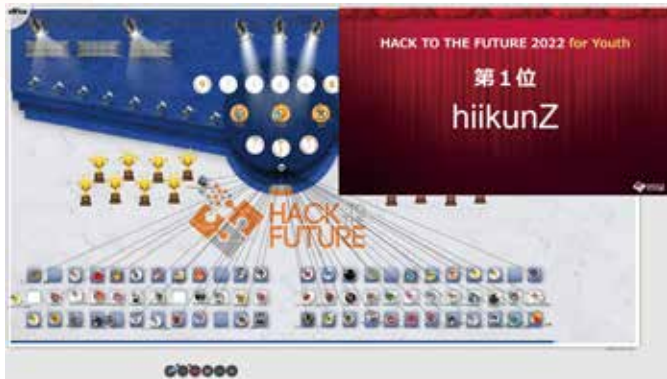 HACK TO THE FUTURE 2022 for Youth
第1位
hiikunZ
HACK TO THE
FUTURE